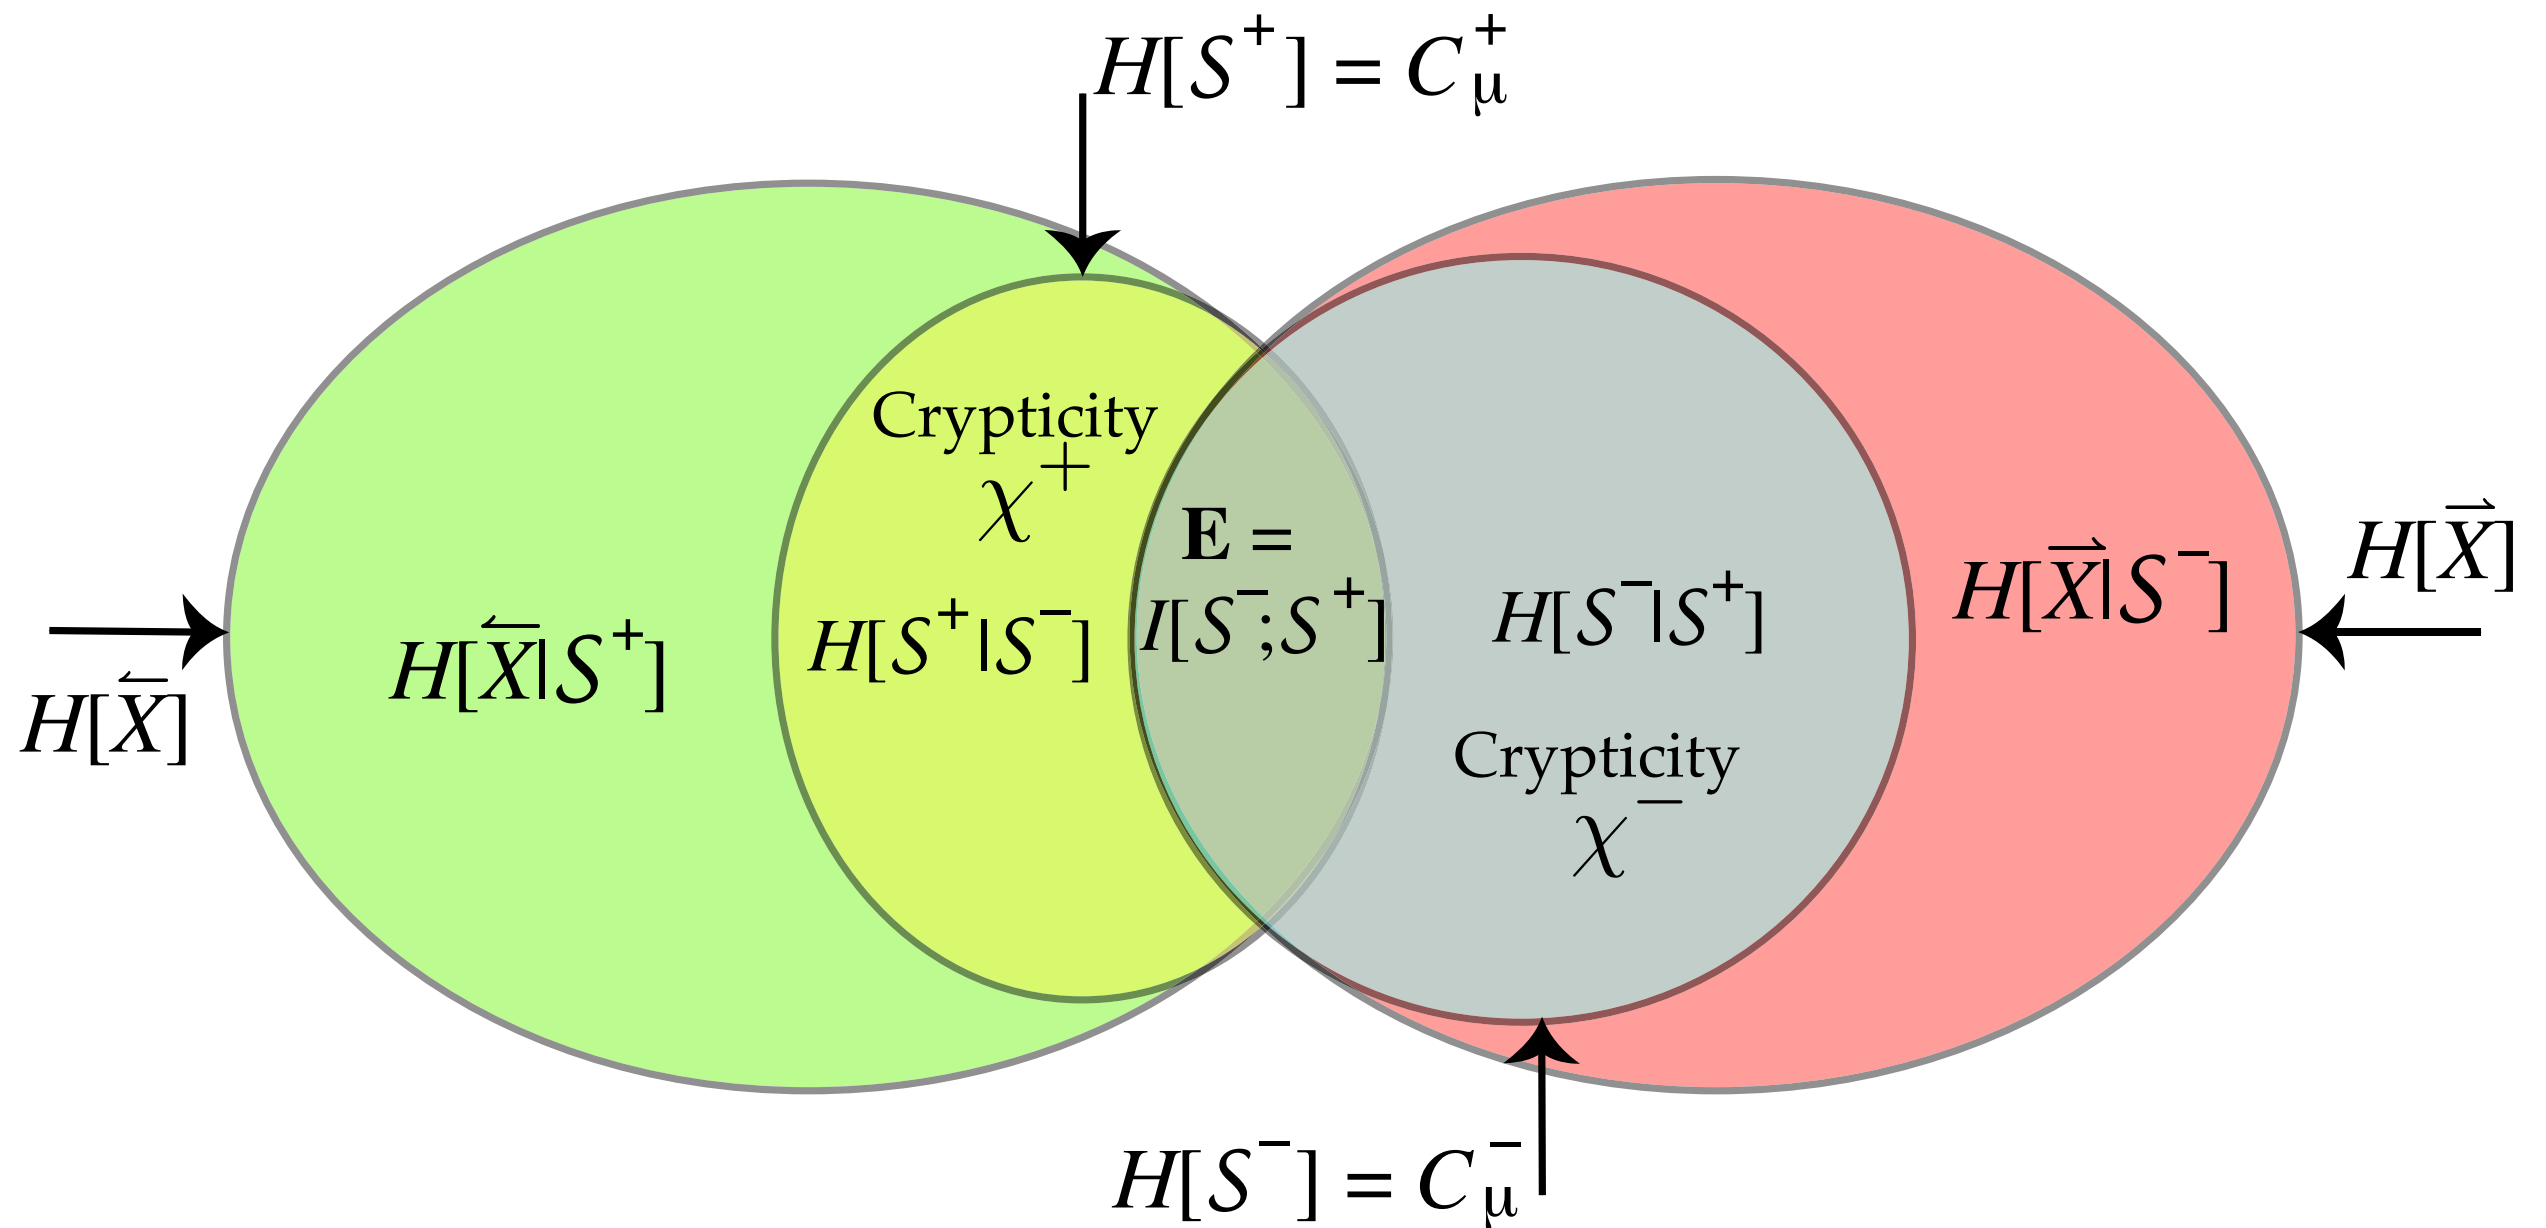 H[S⁺] = C⁺μ
Crypticity
χ⁺
E =
I[S⁻;S⁺]
H[S⁺|S⁻]
H[X⃖|S⁺]
H[X⃖]
H[S⁻|S⁺]
Crypticity
χ⁻
H[X⃗|S⁻]
H[X⃗]
H[S⁻] = C⁻μ